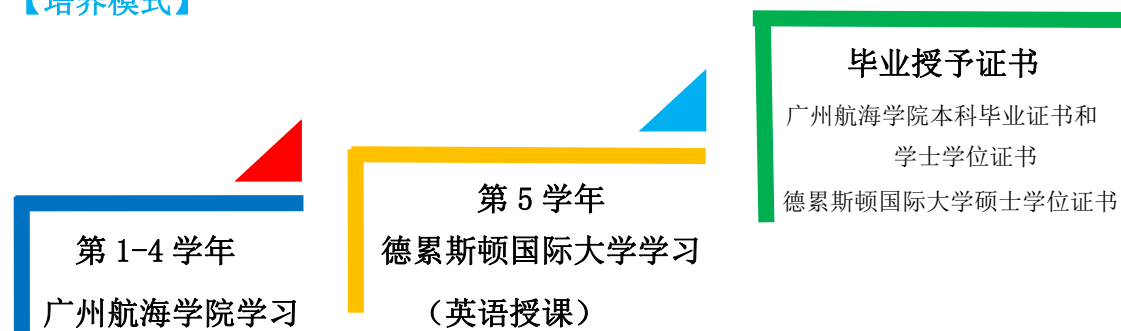 【培养模式】
第 1-4 学年
广州航海学院学习
第 5 学年
德累斯顿国际大学学习
（英语授课）
毕业授予证书
广州航海学院本科毕业证书和
学士学位证书
德累斯顿国际大学硕士学位证书